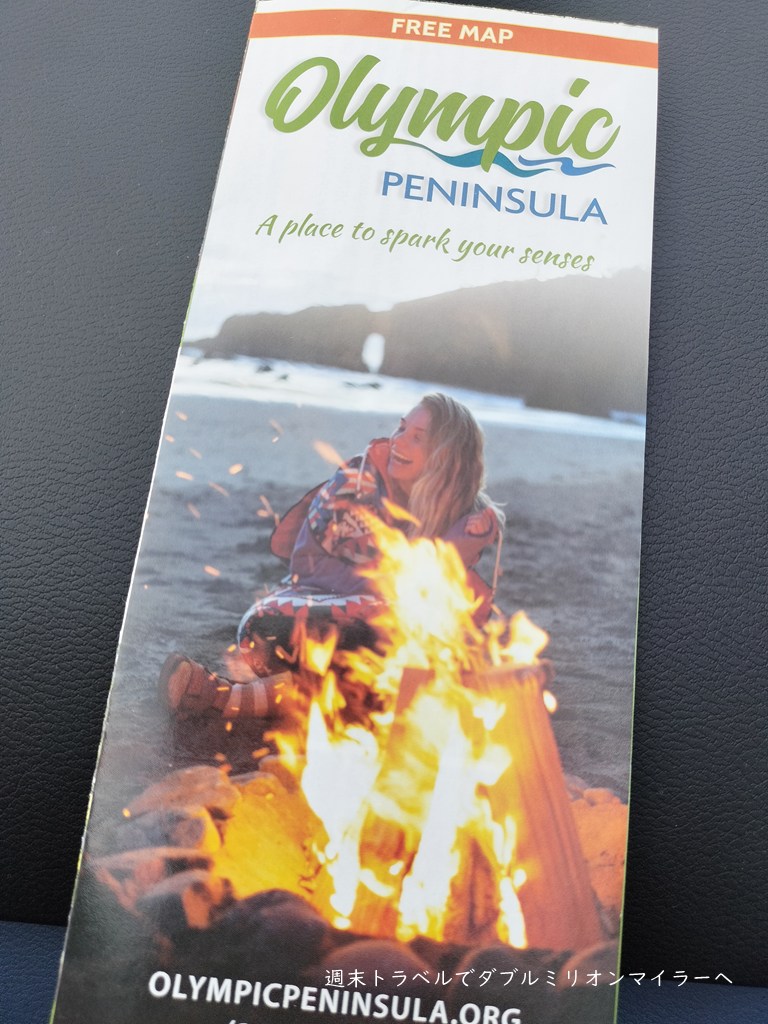 FREE MAP
Olympic
PENINSULA
A place to spark your senses
OLYMPICPENINSULA.ORG
週末トラベルでダブルミリオンマイラーへ